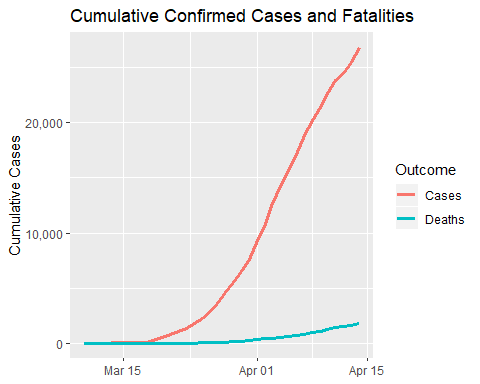 Cumulative Confirmed Cases and Fatalities
Cumulative Cases
20,000
10,000
0
Mar 15
Apr 01
Apr 15
Outcome
Cases
Deaths